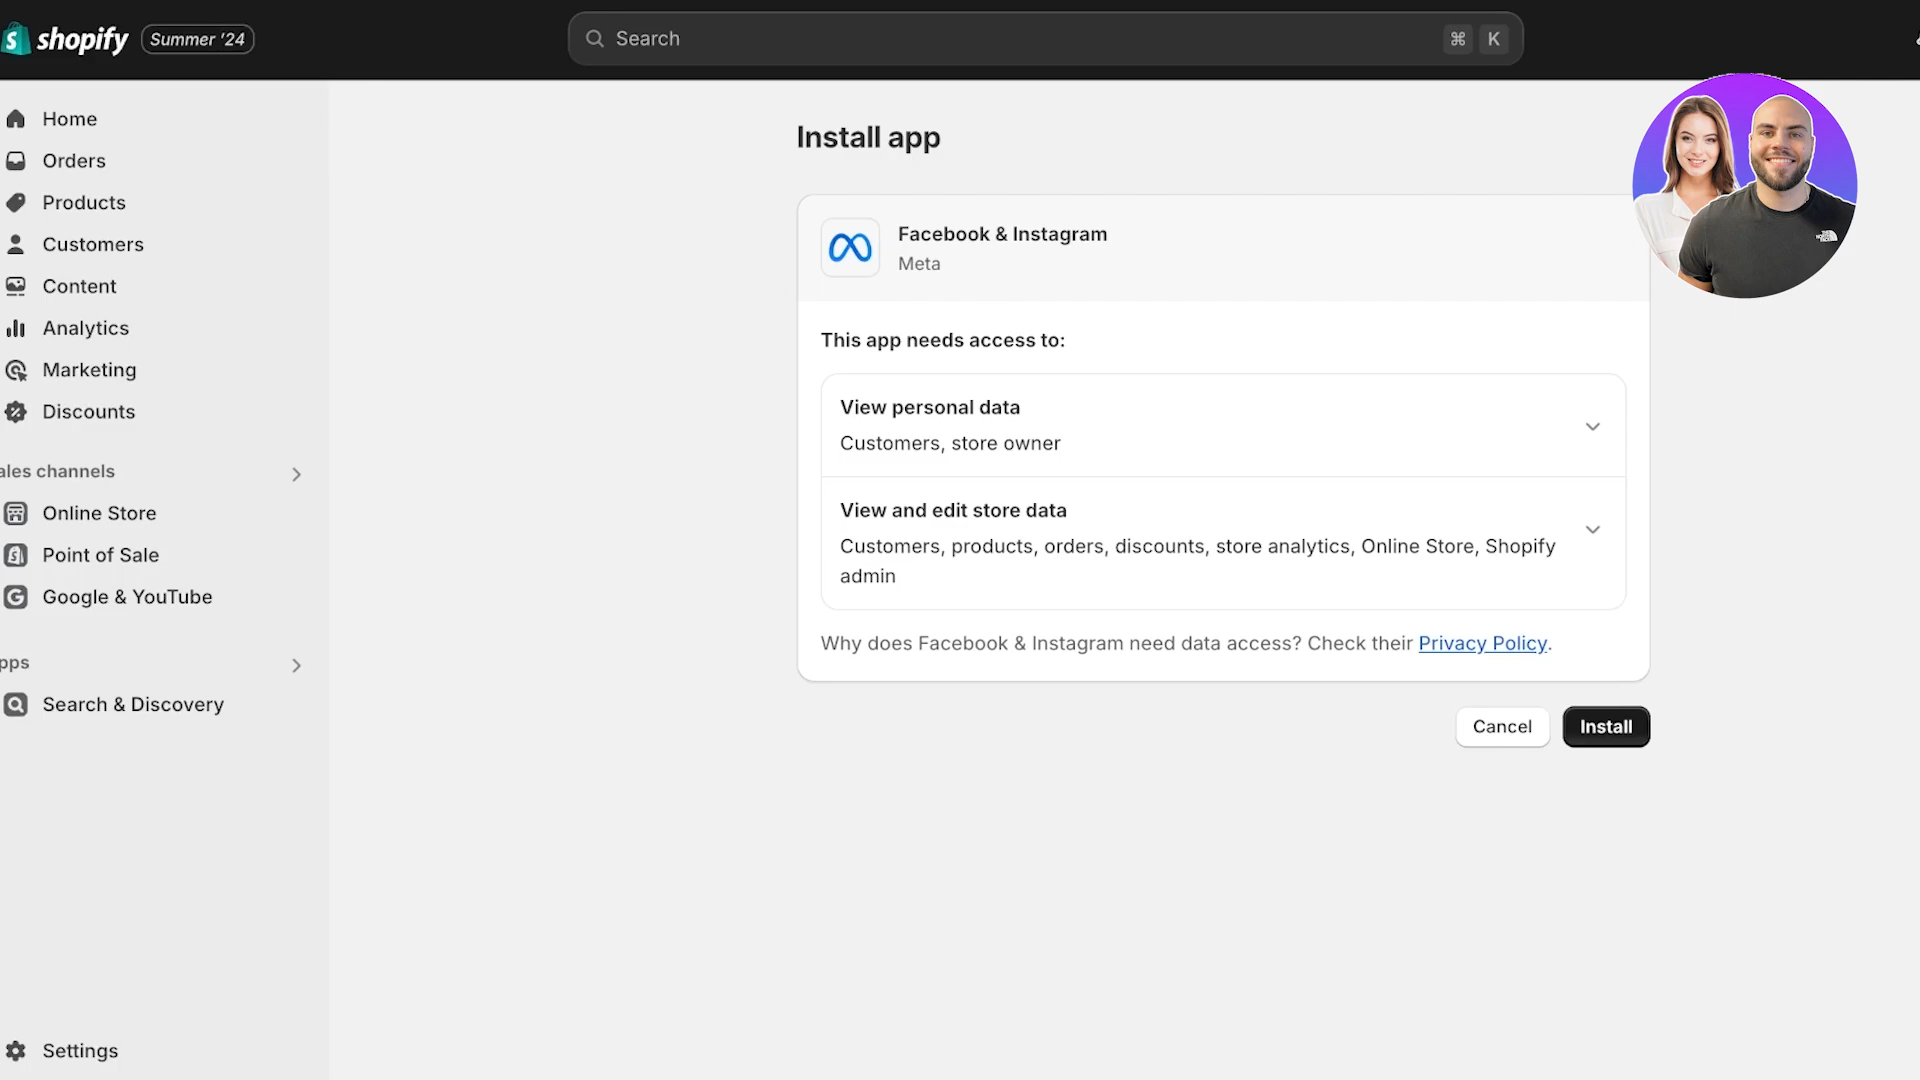 shopify Summer '24
Search ⌘ K
Home
Orders
Products
Customers
Content
Analytics
Marketing
Discounts
ales channels
Online Store
Point of Sale
Google & YouTube
pps
Search & Discovery
Settings
Install app
Facebook & Instagram
Meta
This app needs access to:
View personal data
Customers, store owner
View and edit store data
Customers, products, orders, discounts, store analytics, Online Store, Shopify
admin
Why does Facebook & Instagram need data access? Check their Privacy Policy.
Cancel Install